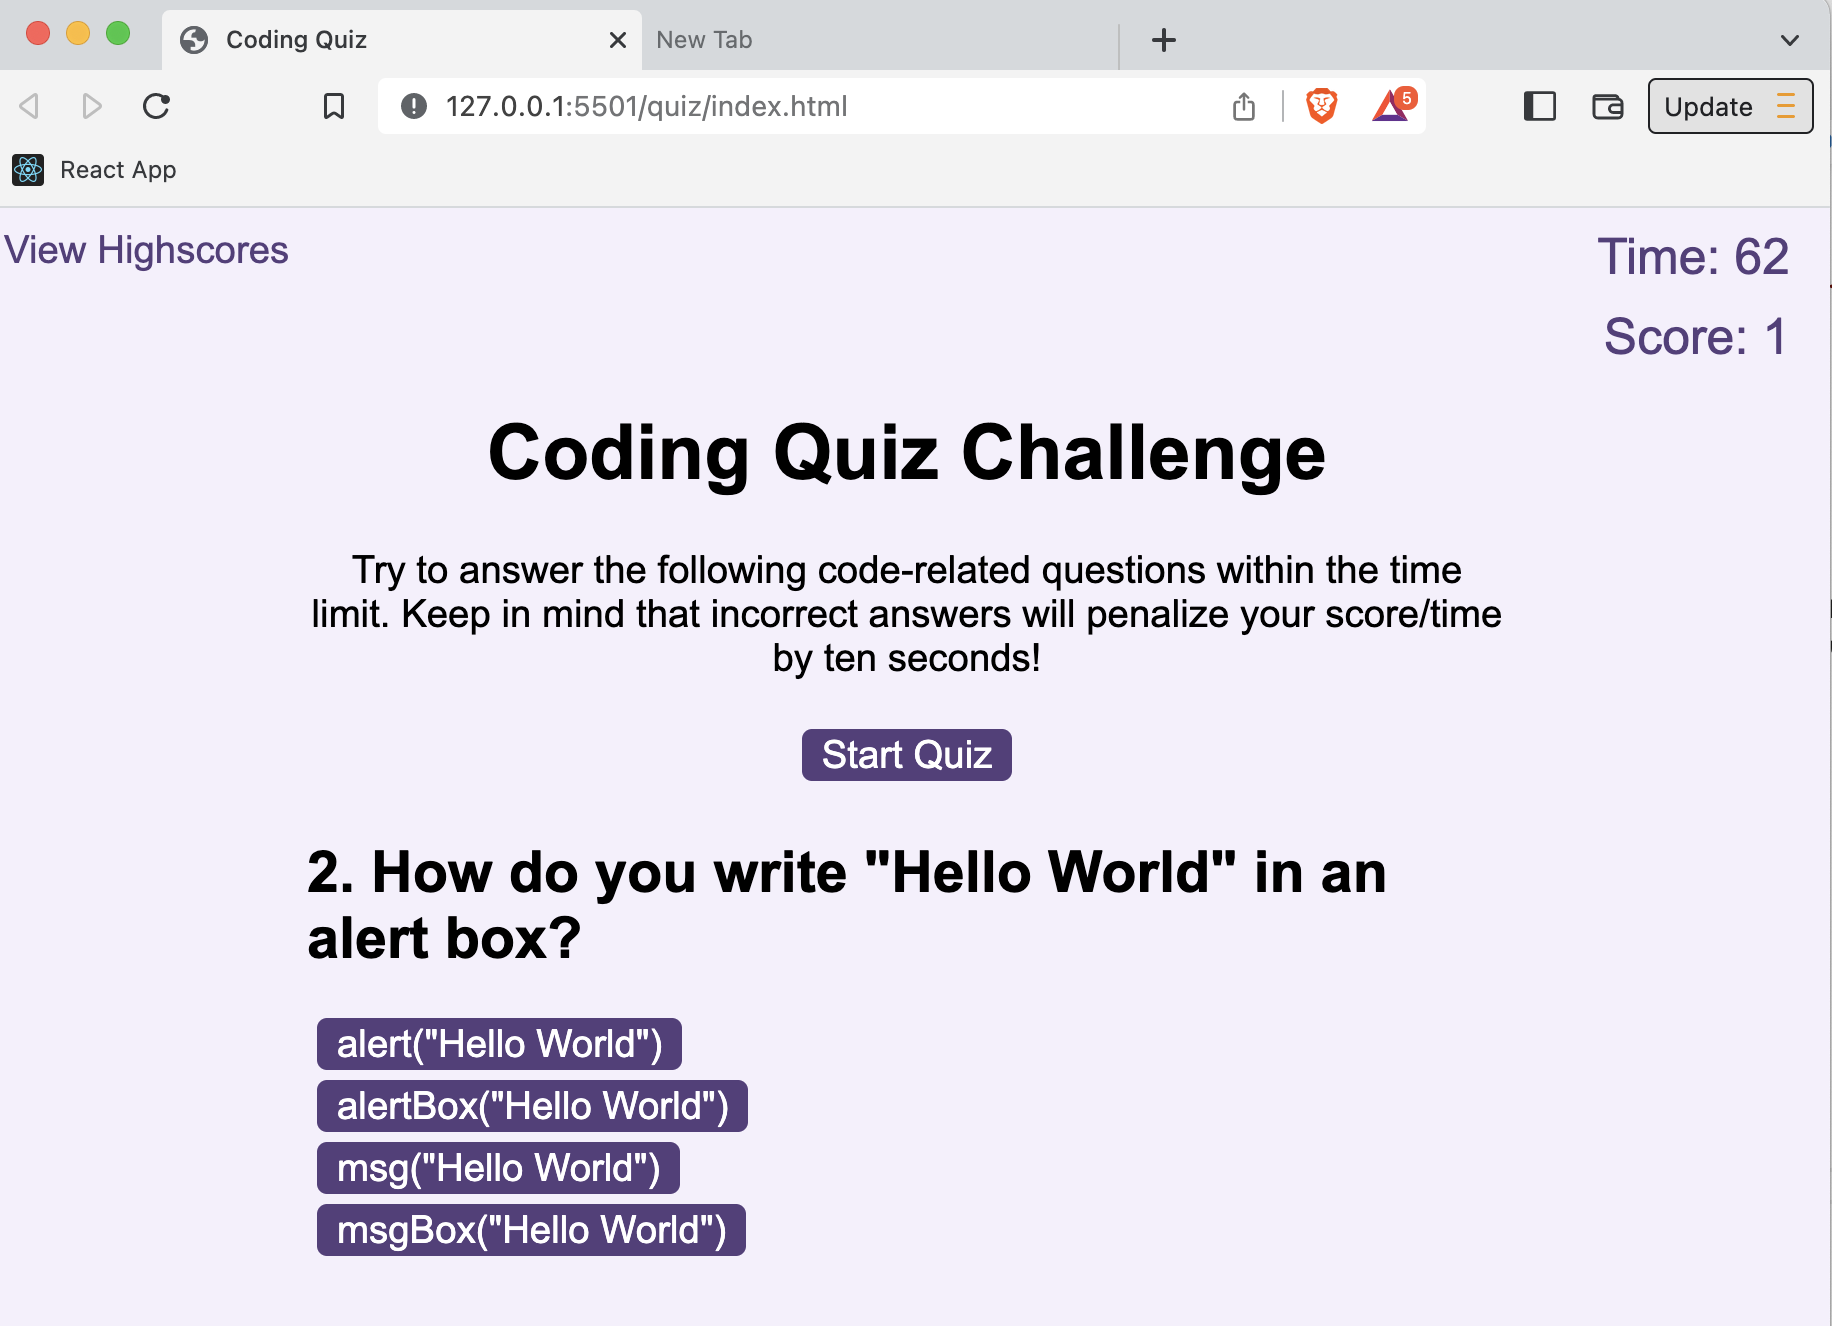 Coding Quiz
New Tab
127.0.0.1:5501/quiz/index.html
5
Update
React App
View Highscores
Time: 62
Score: 1
Coding Quiz Challenge
Try to answer the following code-related questions within the time
limit. Keep in mind that incorrect answers will penalize your score/time
by ten seconds!
Start Quiz
2. How do you write "Hello World" in an
alert box?
alert("Hello World")
alertBox("Hello World")
msg("Hello World")
msgBox("Hello World")